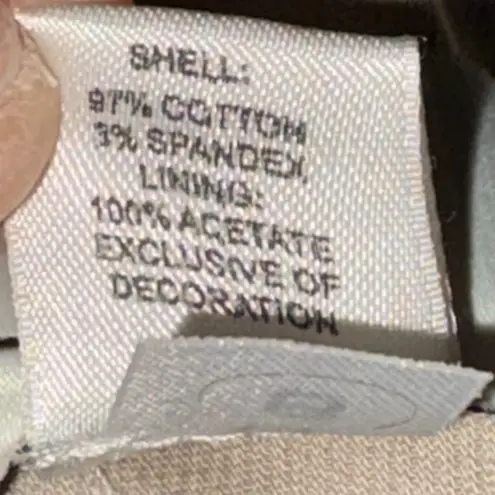 SHELL:
97% COTTON
3% SPANDEX
LINING:
100% ACETATE
EXCLUSIVE OF
DECORATION